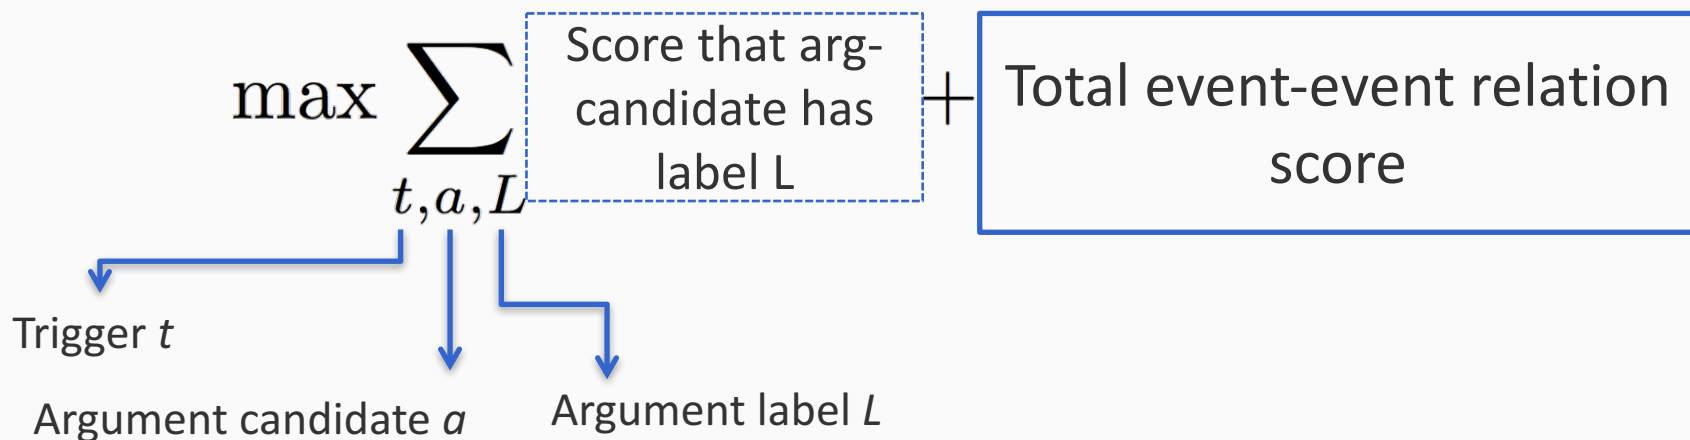 max ∑ Score that arg-
candidate has
label L
+ Total event-event relation
score
t,a,L
Trigger t
Argument candidate a
Argument label L